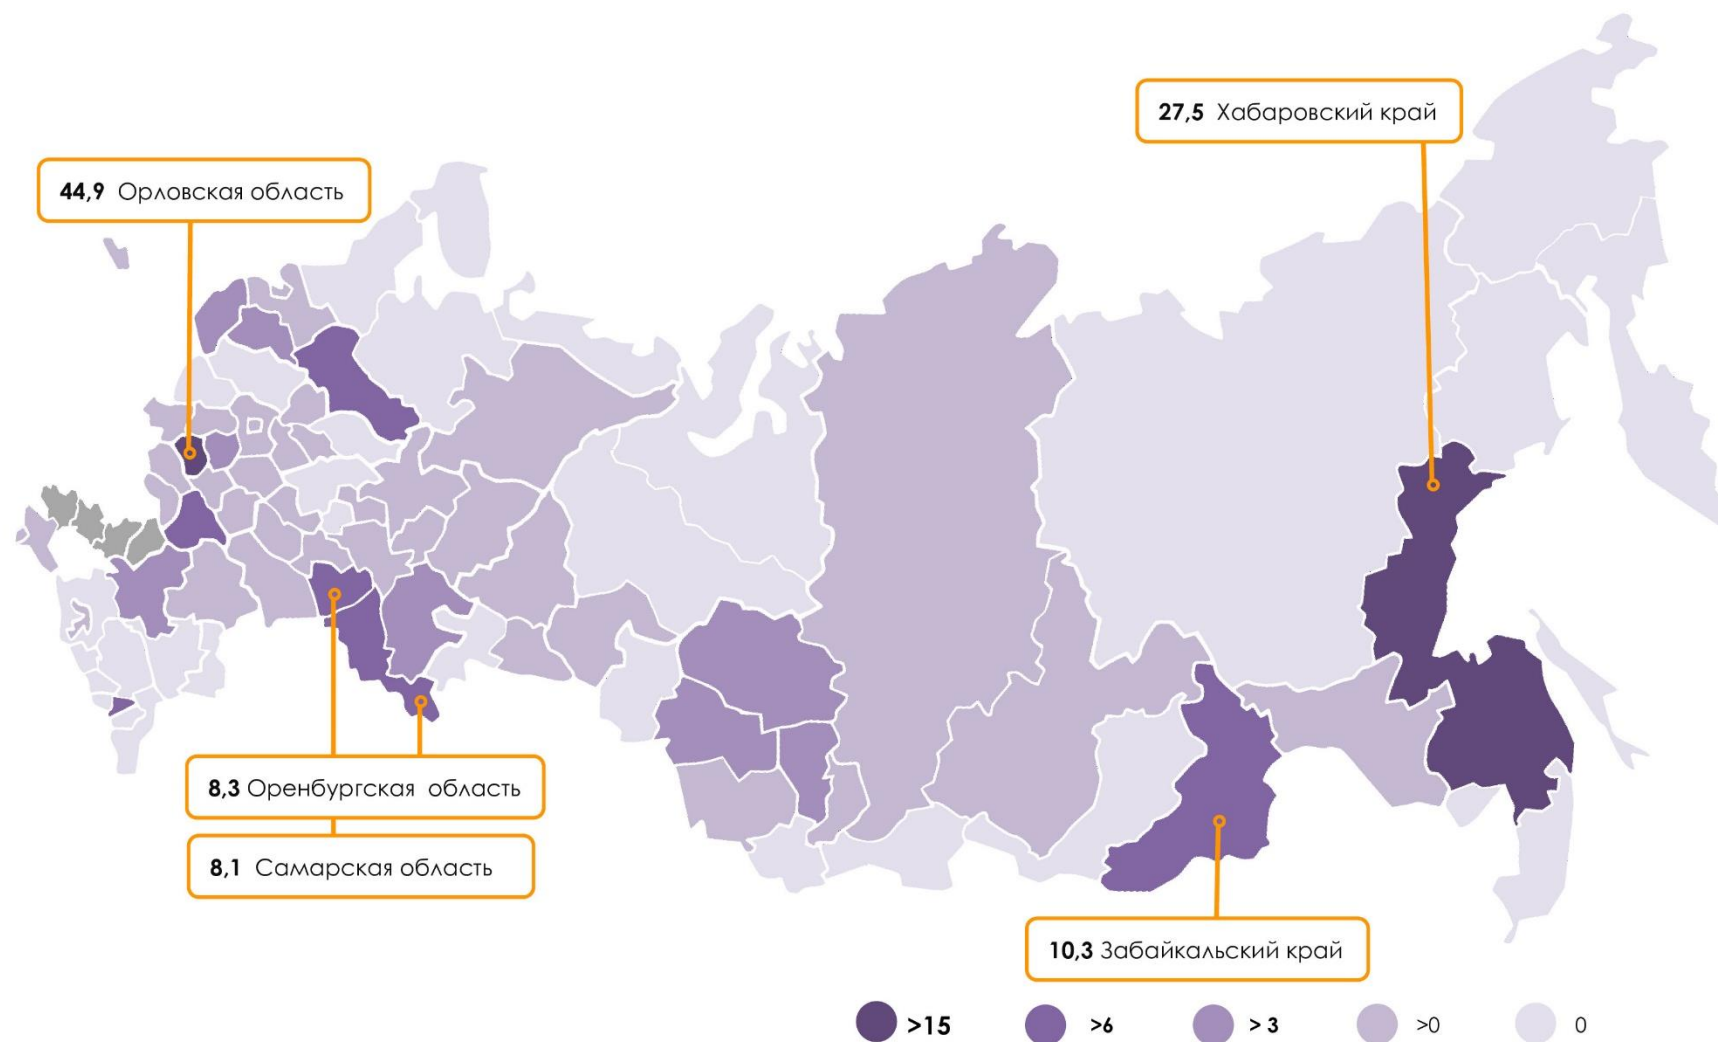 27,5 Хабаровский край
44,9 Орловская область
8,3 Оренбургская область
8,1 Самарская область
10,3 Забайкальский край
>15 >6 > 3 >0 0